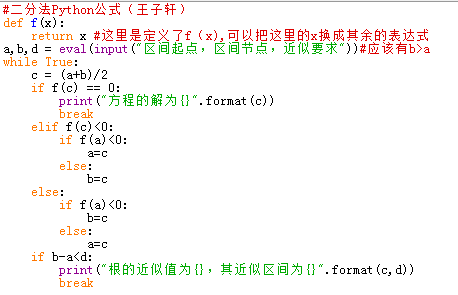 #二分法Python公式（王子轩）
def f(x):
    return x #这里是定义了f（x),可以把这里的x换成其余的表达式
a,b,d = eval(input("区间起点，区间节点，近似要求"))#应该有b>a
while True:
    c = (a+b)/2
    if f(c) == 0:
        print("方程的解为{}".format(c))
        break
    elif f(c)<0:
        if f(a)<0:
            a=c
        else:
            b=c
    else:
        if f(a)<0:
            b=c
        else:
            a=c
    if b-a<d:
        print("根的近似值为{}，其近似区间为{}".format(c,d))
        break